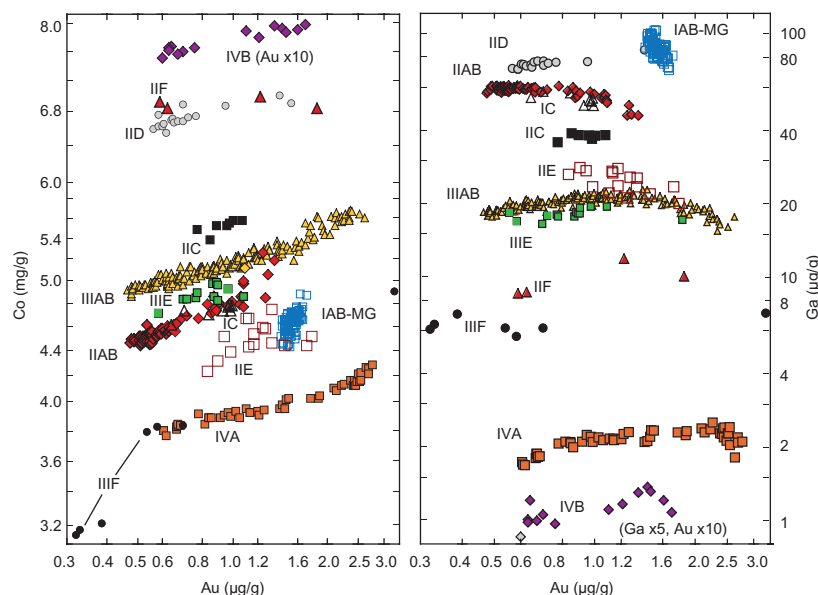 8.0
6.8
6.0
5.4
5.0
4.4
4.0
3.6
3.2
Co (mg/g)
IVB (Au x10)
IIF
IID
IIC
IIIAB
IIIE
IIAB
IC
IAB-MG
IIE
IVA
IIIF
0.3
0.4
0.5
0.6
0.8
1.0
1.2
1.6
2.0
2.5
3.0
Au (µg/g)
IAB-MG
IID
IIAB
IC
IIC
IIE
IIIAB
IIIE
IIF
IIIF
IVA
IVB
(Ga x5, Au x10)
100
80
60
40
20
10
8
6
4
2
1
Ga (µg/g)
0.3
0.4
0.5
0.6
0.8
1.0
1.2
1.6
2.0
2.5
3.0
Au (µg/g)